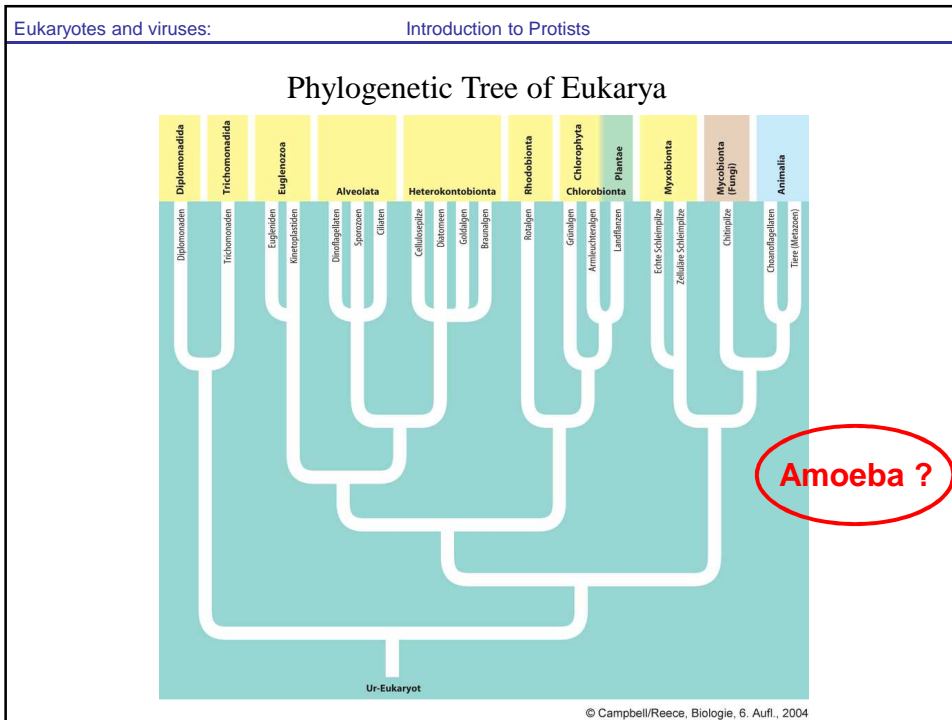 Eukaryotes and viruses: Introduction to Protists
Phylogenetic Tree of Eukarya
Diplomonadida
Trichomonadida
Euglenozoa
Alveolata
Heterokontobionta
Rhodobionta
Chlorophyta
Plantae
Chlorobionta
Myxobionta
Mycobionta
(Fungi)
Animalia
Diplomonaden
Trichomonaden
Eugleniden
Kinetoplastiden
Dinoflagellaten
Sporozoen
Ciliaten
Cellulosepilze
Diatomeen
Goldalgen
Braunalgen
Rotalgen
Grünalgen
Armleuchteralgen
Landflanzen
Echte Schleimpilze
Zelluläre Schleimpilze
Chitinpilze
Choanoflagellaten
Tiere (Metazoen)
Amoeba ?
Ur-Eukaryot
© Campbell/Reece, Biologie, 6. Aufl., 2004